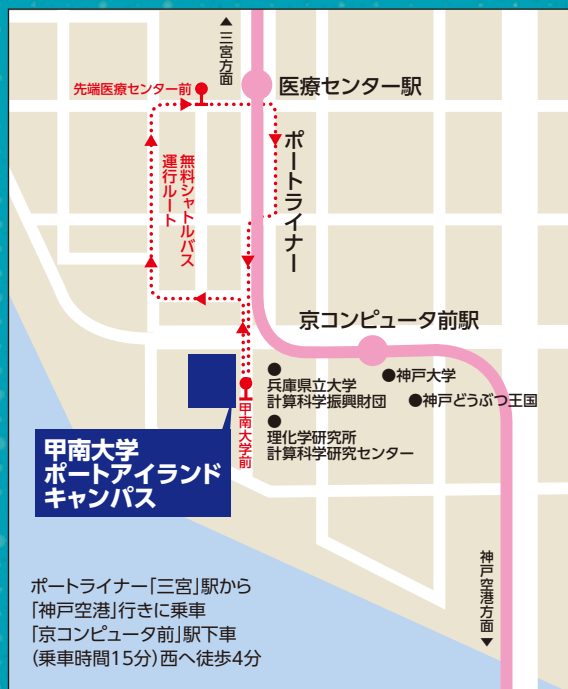 ▲三宮方面
先端医療センター前
医療センター駅
ポートライナー
無料シャトルバス
運行ルート
京コンピュータ前駅
●神戸大学
●
兵庫県立大学
計算科学振興財団
●神戸どうぶつ王国
●
理化学研究所
計算科学研究センター
甲南大学前
甲南大学
ポートアイランド
キャンパス
神戸空港方面▼
ポートライナー「三宮」駅から
「神戸空港」行きに乗車
「京コンピュータ前」駅下車
(乗車時間15分)西へ徒歩4分